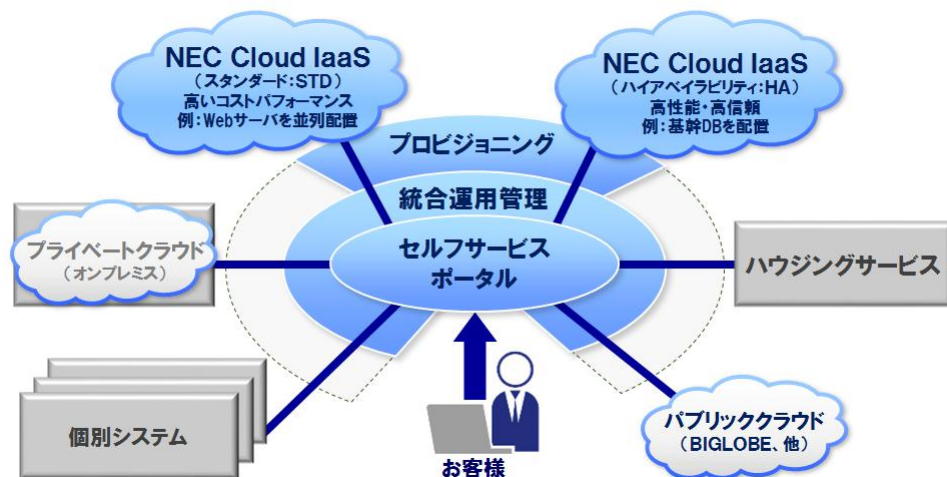 NEC Cloud IaaS
(スタンダード:STD)
高いコストパフォーマンス
例:Webサーバを並列配置
NEC Cloud IaaS
(ハイアベイラビリティ:HA)
高性能・高信頼
例:基幹DBを配置
プロビジョニング
統合運用管理
セルフサービス
ポータル
プライベートクラウド
(オンプレミス)
ハウジングサービス
個別システム
パブリッククラウド
(BIGLOBE、他)
お客様